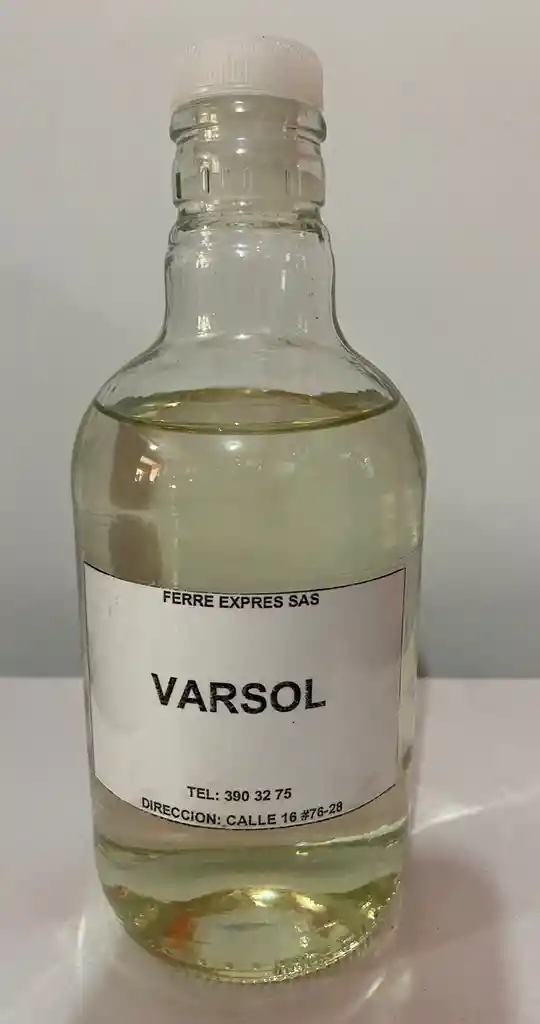 FERRE EXPRES SAS
VARSOL
TEL: 390 32 75
DIRECCION: CALLE 16 #76-28